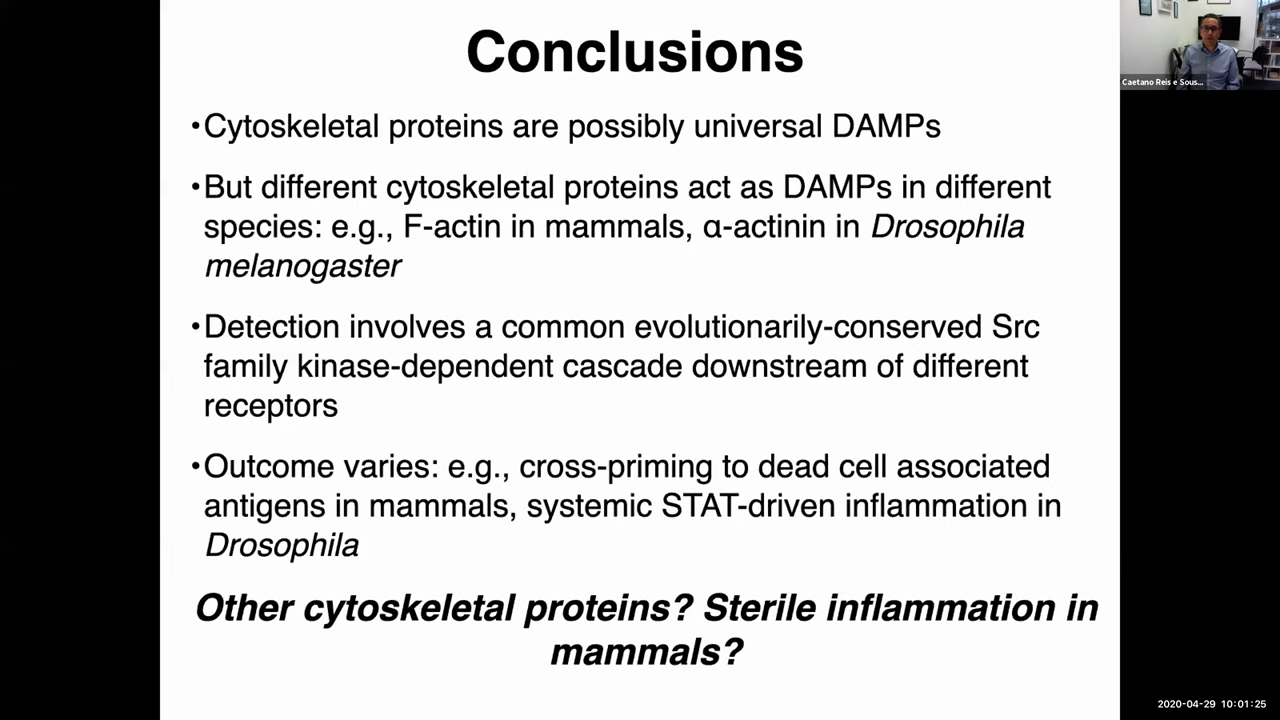 Conclusions
Caetano Reis e Sous...
•Cytoskeletal proteins are possibly universal DAMPs
•But different cytoskeletal proteins act as DAMPs in different
species: e.g., F-actin in mammals, α-actinin in Drosophila
melanogaster
•Detection involves a common evolutionarily-conserved Src
family kinase-dependent cascade downstream of different
receptors
•Outcome varies: e.g., cross-priming to dead cell associated
antigens in mammals, systemic STAT-driven inflammation in
Drosophila
Other cytoskeletal proteins? Sterile inflammation in
mammals?
2020-04-29 10:01:25